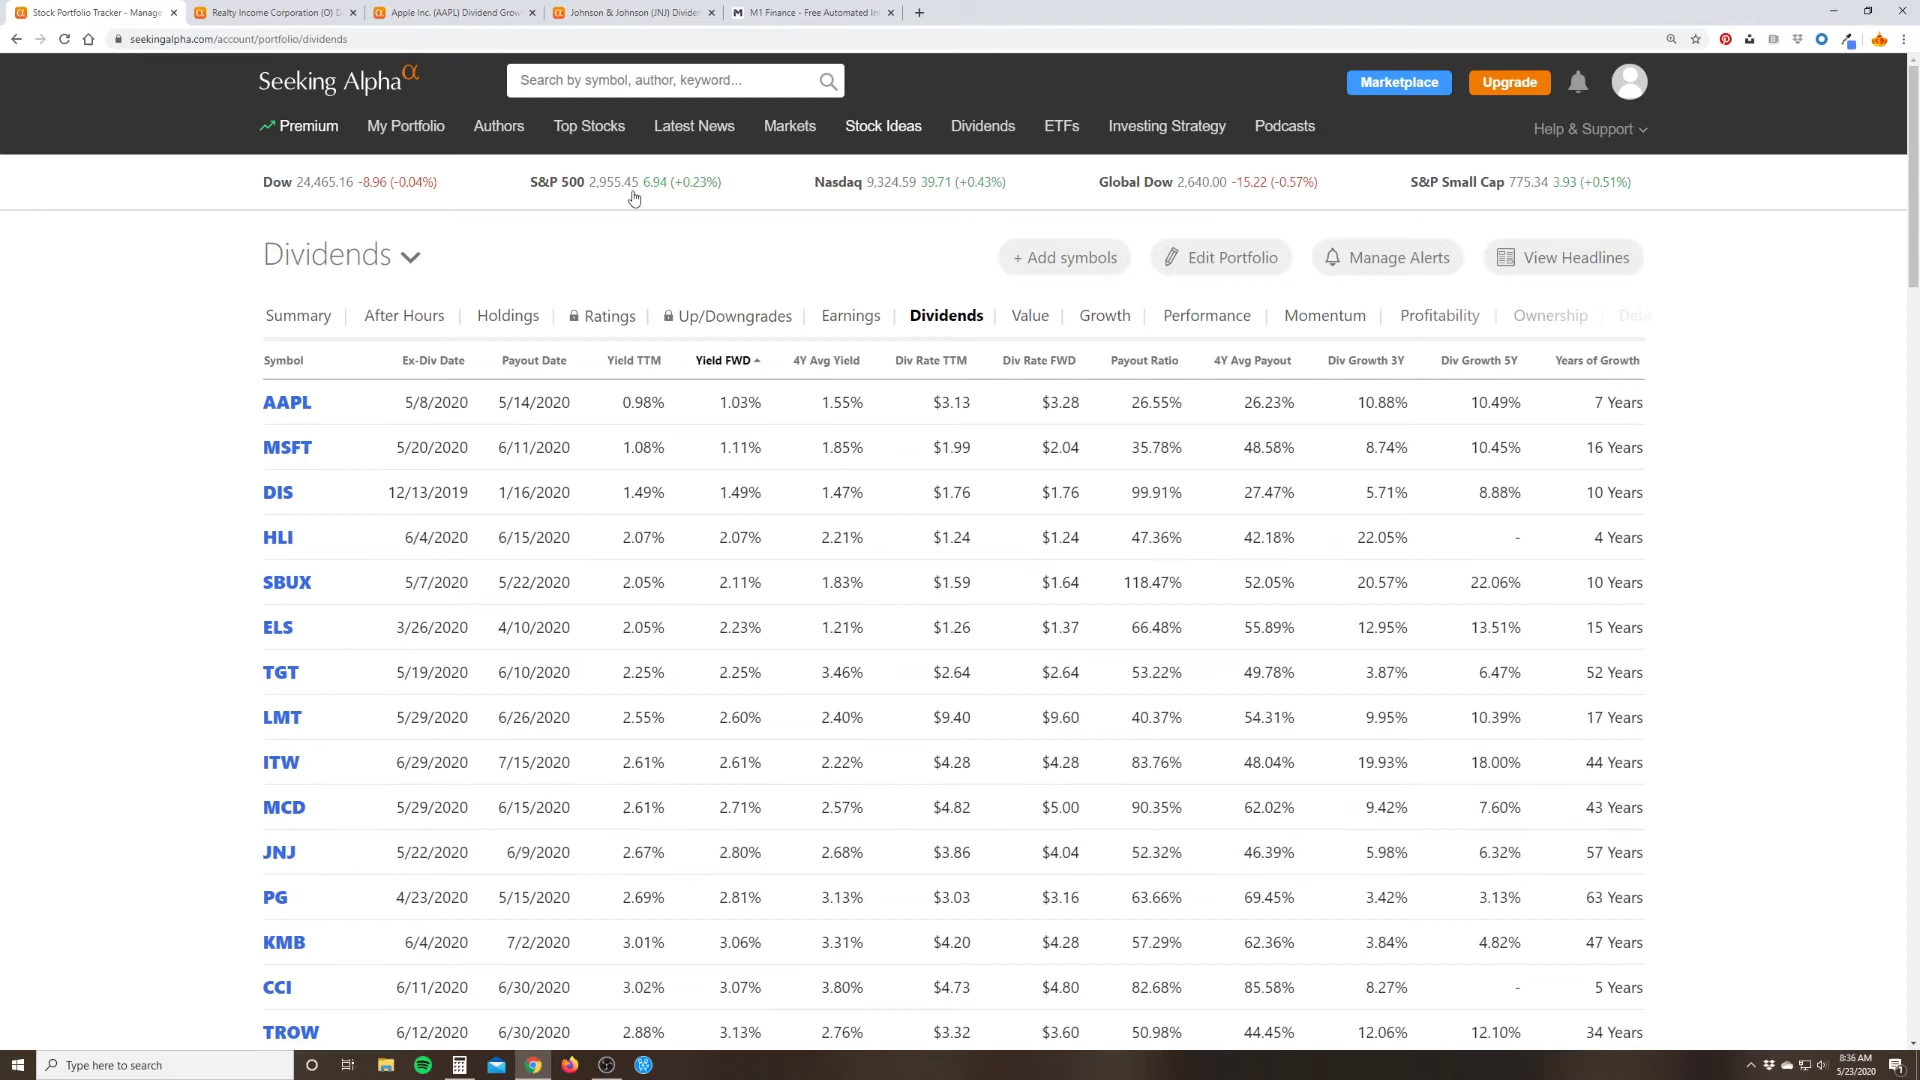 Stock Portfolio Tracker - Manage
Realty Income Corporation (O) D
Apple Inc. (AAPL) Dividend Grow
Johnson & Johnson (JNJ) Divide
M1 Finance - Free Automated In
seekingalpha.com/account/portfolio/dividends
Seeking Alpha α
Search by symbol, author, keyword...
Marketplace
Upgrade
Premium My Portfolio Authors Top Stocks Latest News Markets Stock Ideas Dividends ETFs Investing Strategy Podcasts Help & Support
Dow 24,465.16 -8.96 (-0.04%) S&P 500 2,955.45 6.94 (+0.23%) Nasdaq 9,324.59 39.71 (+0.43%) Global Dow 2,640.00 -15.22 (-0.57%) S&P Small Cap 775.34 3.93 (+0.51%)
Dividends
+ Add symbols Edit Portfolio Manage Alerts View Headlines
Summary | After Hours | Holdings | Ratings | Up/Downgrades | Earnings | Dividends | Value | Growth | Performance | Momentum | Profitability | Ownership | Deb
Symbol Ex-Div Date Payout Date Yield TTM Yield FWD 4Y Avg Yield Div Rate TTM Div Rate FWD Payout Ratio 4Y Avg Payout Div Growth 3Y Div Growth 5Y Years of Growth
AAPL 5/8/2020 5/14/2020 0.98% 1.03% 1.55% $3.13 $3.28 26.55% 26.23% 10.88% 10.49% 7 Years
MSFT 5/20/2020 6/11/2020 1.08% 1.11% 1.85% $1.99 $2.04 35.78% 48.58% 8.74% 10.45% 16 Years
DIS 12/13/2019 1/16/2020 1.49% 1.49% 1.47% $1.76 $1.76 99.91% 27.47% 5.71% 8.88% 10 Years
HLI 6/4/2020 6/15/2020 2.07% 2.07% 2.21% $1.24 $1.24 47.36% 42.18% 22.05% - 4 Years
SBUX 5/7/2020 5/22/2020 2.05% 2.11% 1.83% $1.59 $1.64 118.47% 52.05% 20.57% 22.06% 10 Years
ELS 3/26/2020 4/10/2020 2.05% 2.23% 1.21% $1.26 $1.37 66.48% 55.89% 12.95% 13.51% 15 Years
TGT 5/19/2020 6/10/2020 2.25% 2.25% 3.46% $2.64 $2.64 53.22% 49.78% 3.87% 6.47% 52 Years
LMT 5/29/2020 6/26/2020 2.55% 2.60% 2.40% $9.40 $9.60 40.37% 54.31% 9.95% 10.39% 17 Years
ITW 6/29/2020 7/15/2020 2.61% 2.61% 2.22% $4.28 $4.28 83.76% 48.04% 19.93% 18.00% 44 Years
MCD 5/29/2020 6/15/2020 2.61% 2.71% 2.57% $4.82 $5.00 90.35% 62.02% 9.42% 7.60% 43 Years
JNJ 5/22/2020 6/9/2020 2.67% 2.80% 2.68% $3.86 $4.04 52.32% 46.39% 5.98% 6.32% 57 Years
PG 4/23/2020 5/15/2020 2.69% 2.81% 3.13% $3.03 $3.16 63.66% 69.45% 3.42% 3.13% 63 Years
KMB 6/4/2020 7/2/2020 3.01% 3.06% 3.31% $4.20 $4.28 57.29% 62.36% 3.84% 4.82% 47 Years
CCI 6/11/2020 6/30/2020 3.02% 3.07% 3.80% $4.73 $4.80 82.68% 85.58% 8.27% - 5 Years
TROW 6/12/2020 6/30/2020 2.88% 3.13% 2.76% $3.32 $3.60 50.98% 44.45% 12.06% 12.10% 34 Years
Type here to search
8:36 AM
5/23/2020